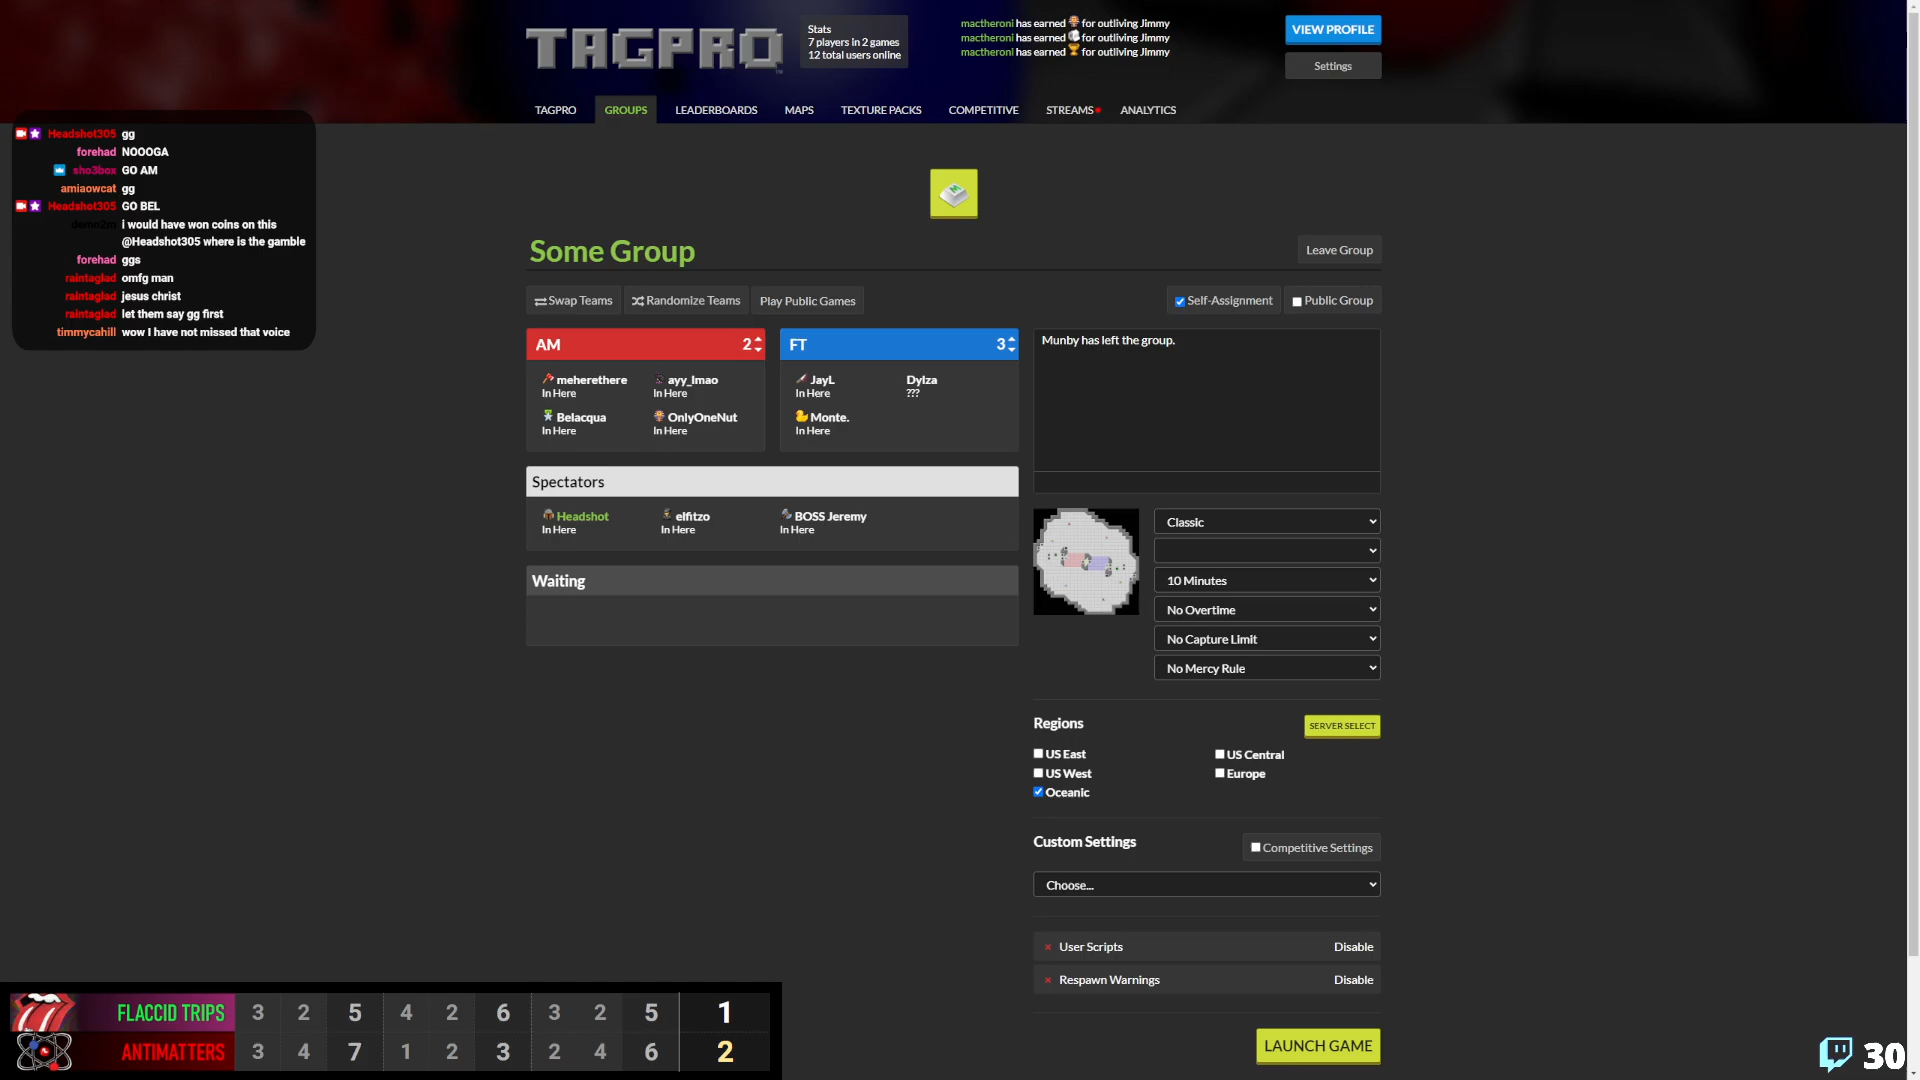 TAGPRO
Stats
7 players in 2 games
12 total users online
mactheroni has earned for outliving Jimmy
mactheroni has earned for outliving Jimmy
mactheroni has earned for outliving Jimmy
VIEW PROFILE
Settings
TAGPRO GROUPS LEADERBOARDS MAPS TEXTURE PACKS COMPETITIVE STREAMS ANALYTICS
Headshot305 gg
forehad NOOOGA
sho3box GO AM
amiaowcat gg
Headshot305 GO BEL
demo2m i would have won coins on this
@Headshot305 where is the gamble
forehad ggs
raintaglad omfg man
raintaglad jesus christ
raintaglad let them say gg first
timmycahill wow I have not missed that voice
M
Some Group
Leave Group
Swap Teams Randomize Teams Play Public Games
Self-Assignment Public Group
AM 2
FT 3
meherethere ayy_lmao
In Here In Here
Belacqua OnlyOneNut
In Here In Here
JayL Dylza
In Here ???
Monte.
In Here
Munby has left the group.
Spectators
Headshot elfitzo BOSS Jeremy
In Here In Here In Here
Waiting
Classic
10 Minutes
No Overtime
No Capture Limit
No Mercy Rule
Regions SERVER SELECT
US East US Central
US West Europe
Oceanic
Custom Settings Competitive Settings
Choose...
User Scripts Disable
Respawn Warnings Disable
LAUNCH GAME
FLACCID TRIPS 3 2 5 4 2 6 3 2 5 1
ANTIMATTERS 3 4 7 1 2 3 2 4 6 2
30